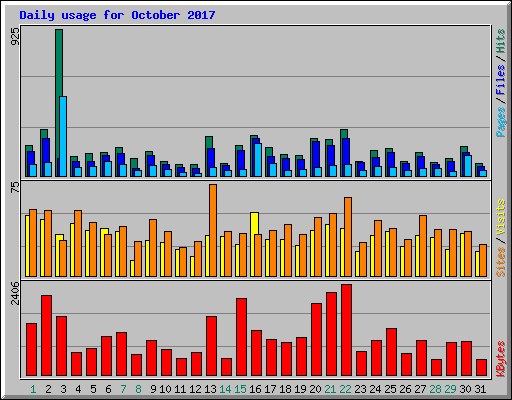 Daily usage for October 2017
925
75
2406
Pages / Files / Hits
Sites / Visits
KBytes
1 2 3 4 5 6 7 8 9 10 11 12 13 14 15 16 17 18 19 20 21 22 23 24 25 26 27 28 29 30 31